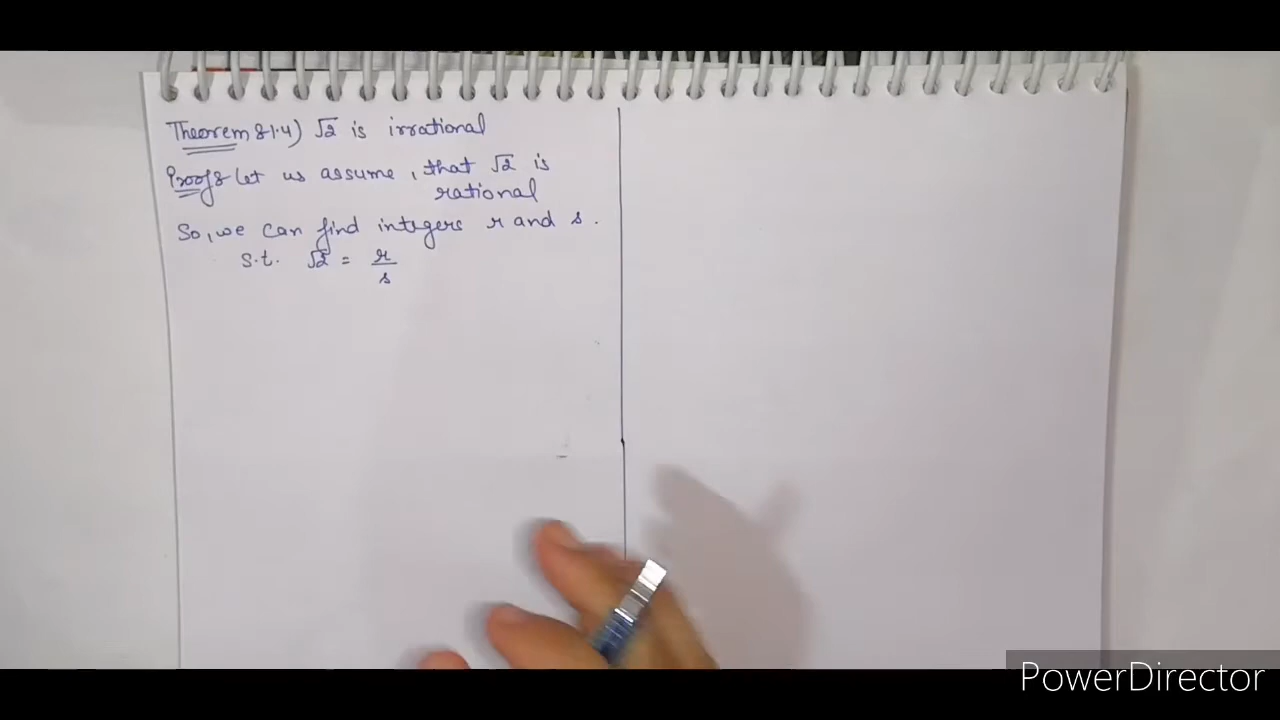 Theorem : 1.4) √2 is irrational
Proof : Let us assume, that √2 is
rational
So, we can find integers r and s.
s.t. √2 = r
s
PowerDirector